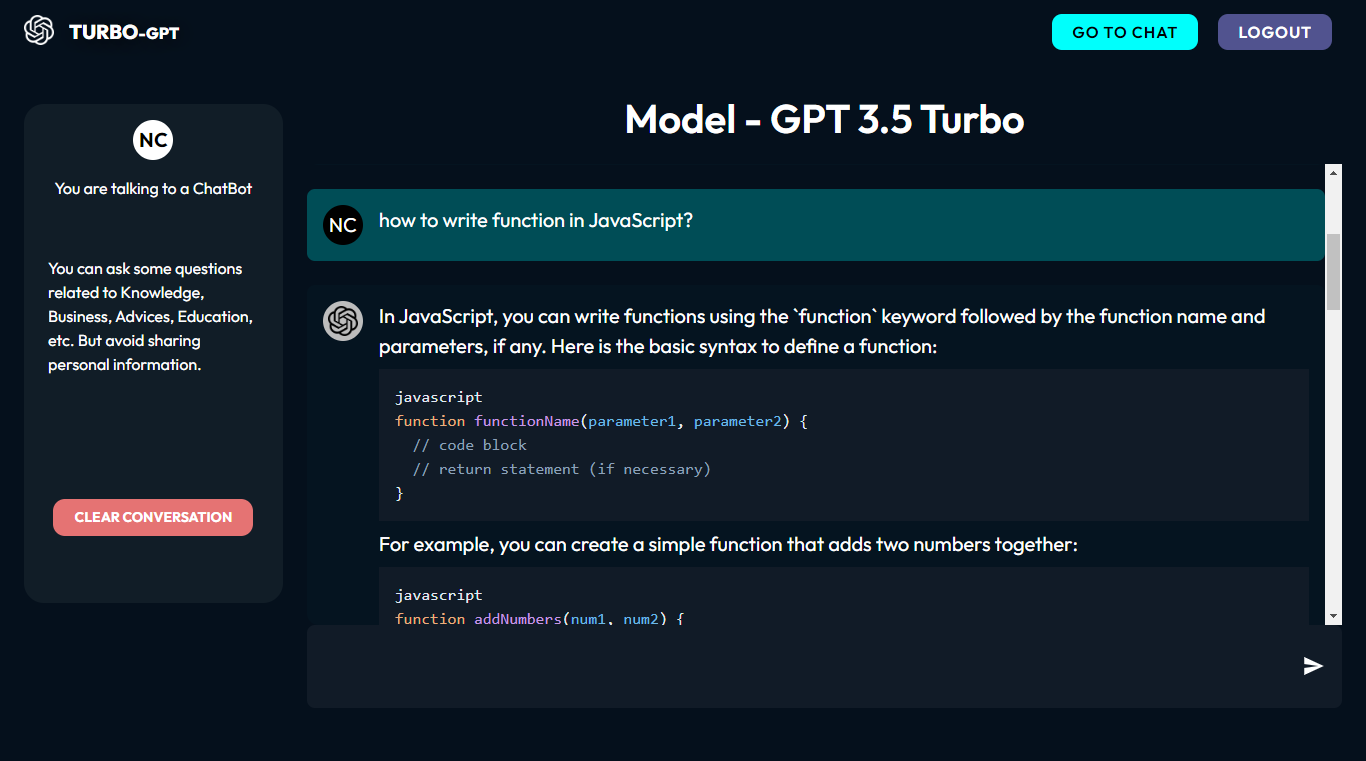 TURBO-GPT
GO TO CHAT
LOGOUT
NC
You are talking to a ChatBot
You can ask some questions
related to Knowledge,
Business, Advices, Education,
etc. But avoid sharing
personal information.
CLEAR CONVERSATION
Model - GPT 3.5 Turbo
NC
how to write function in JavaScript?
In JavaScript, you can write functions using the `function` keyword followed by the function name and
parameters, if any. Here is the basic syntax to define a function:
javascript
function functionName(parameter1, parameter2) {
  // code block
  // return statement (if necessary)
}
For example, you can create a simple function that adds two numbers together:
javascript
function addNumbers(num1, num2) {